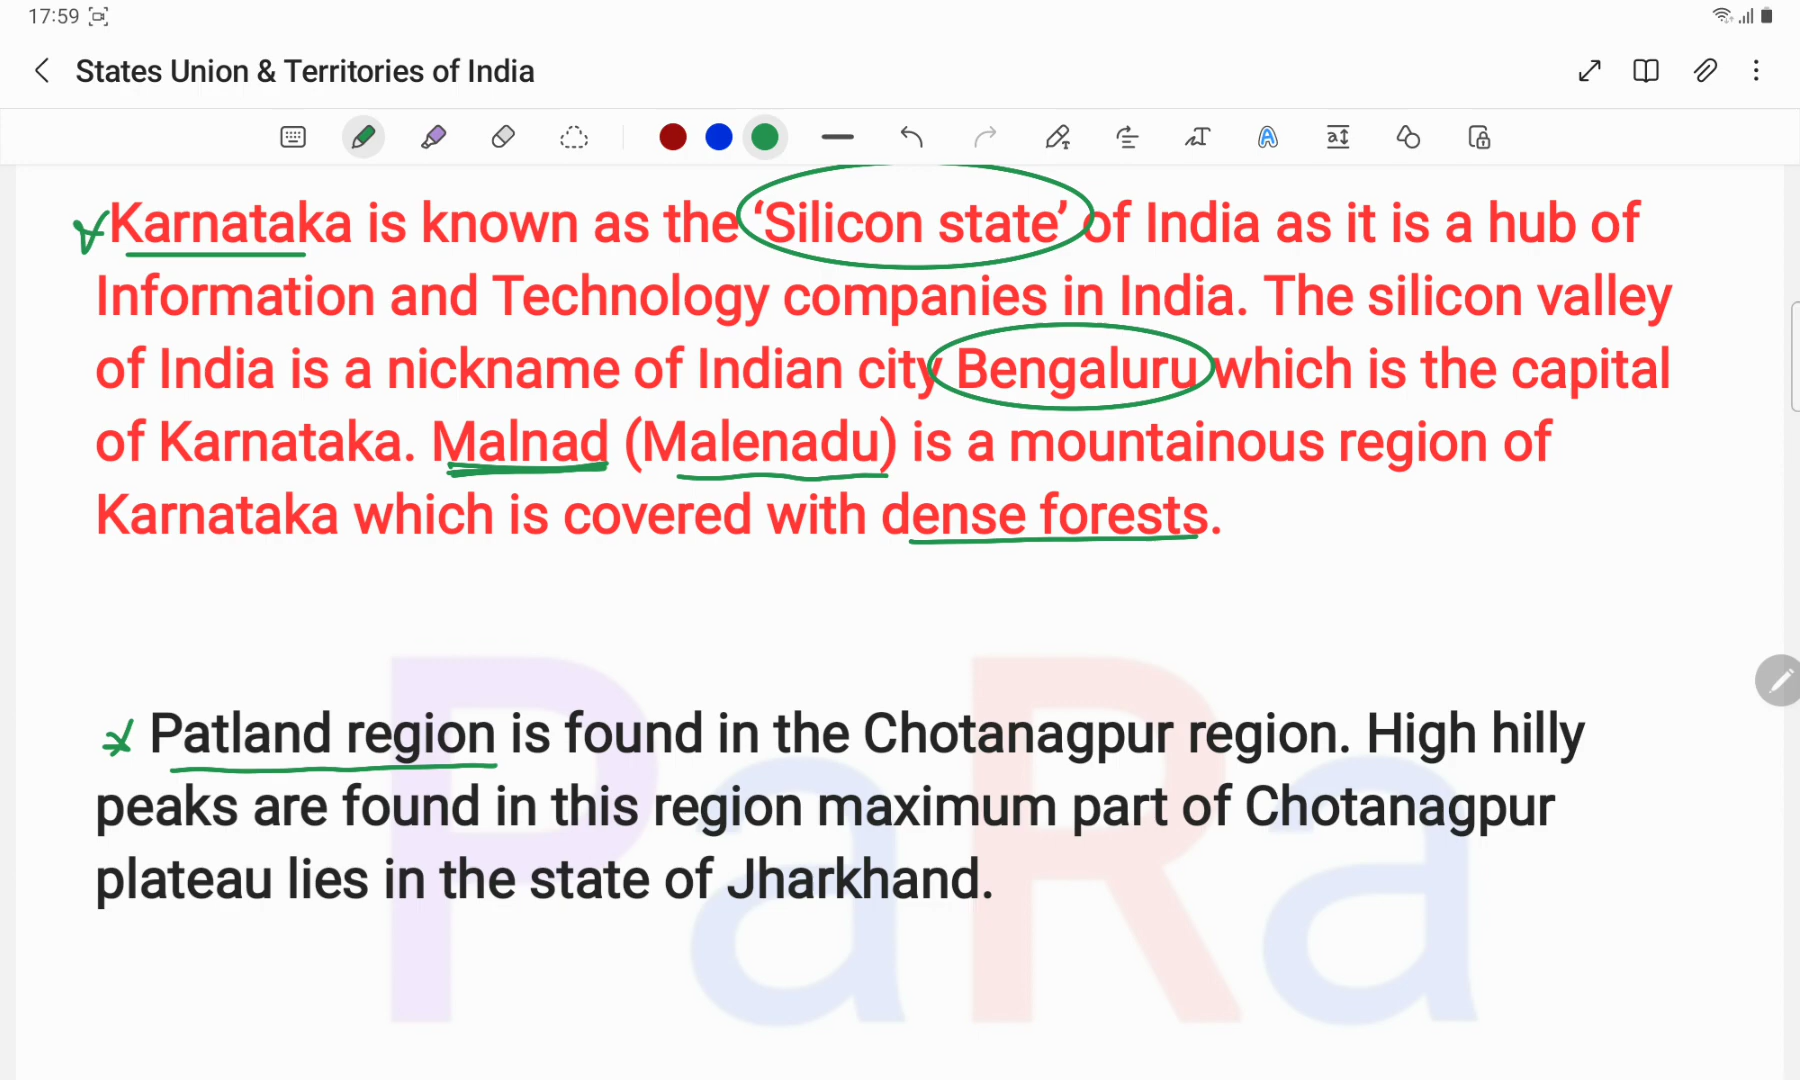 17:59
States Union & Territories of India
Karnataka is known as the ‘Silicon state’ of India as it is a hub of
Information and Technology companies in India. The silicon valley
of India is a nickname of Indian city Bengaluru which is the capital
of Karnataka. Malnad (Malenadu) is a mountainous region of
Karnataka which is covered with dense forests.
Patland region is found in the Chotanagpur region. High hilly
peaks are found in this region maximum part of Chotanagpur
plateau lies in the state of Jharkhand.
PaRa